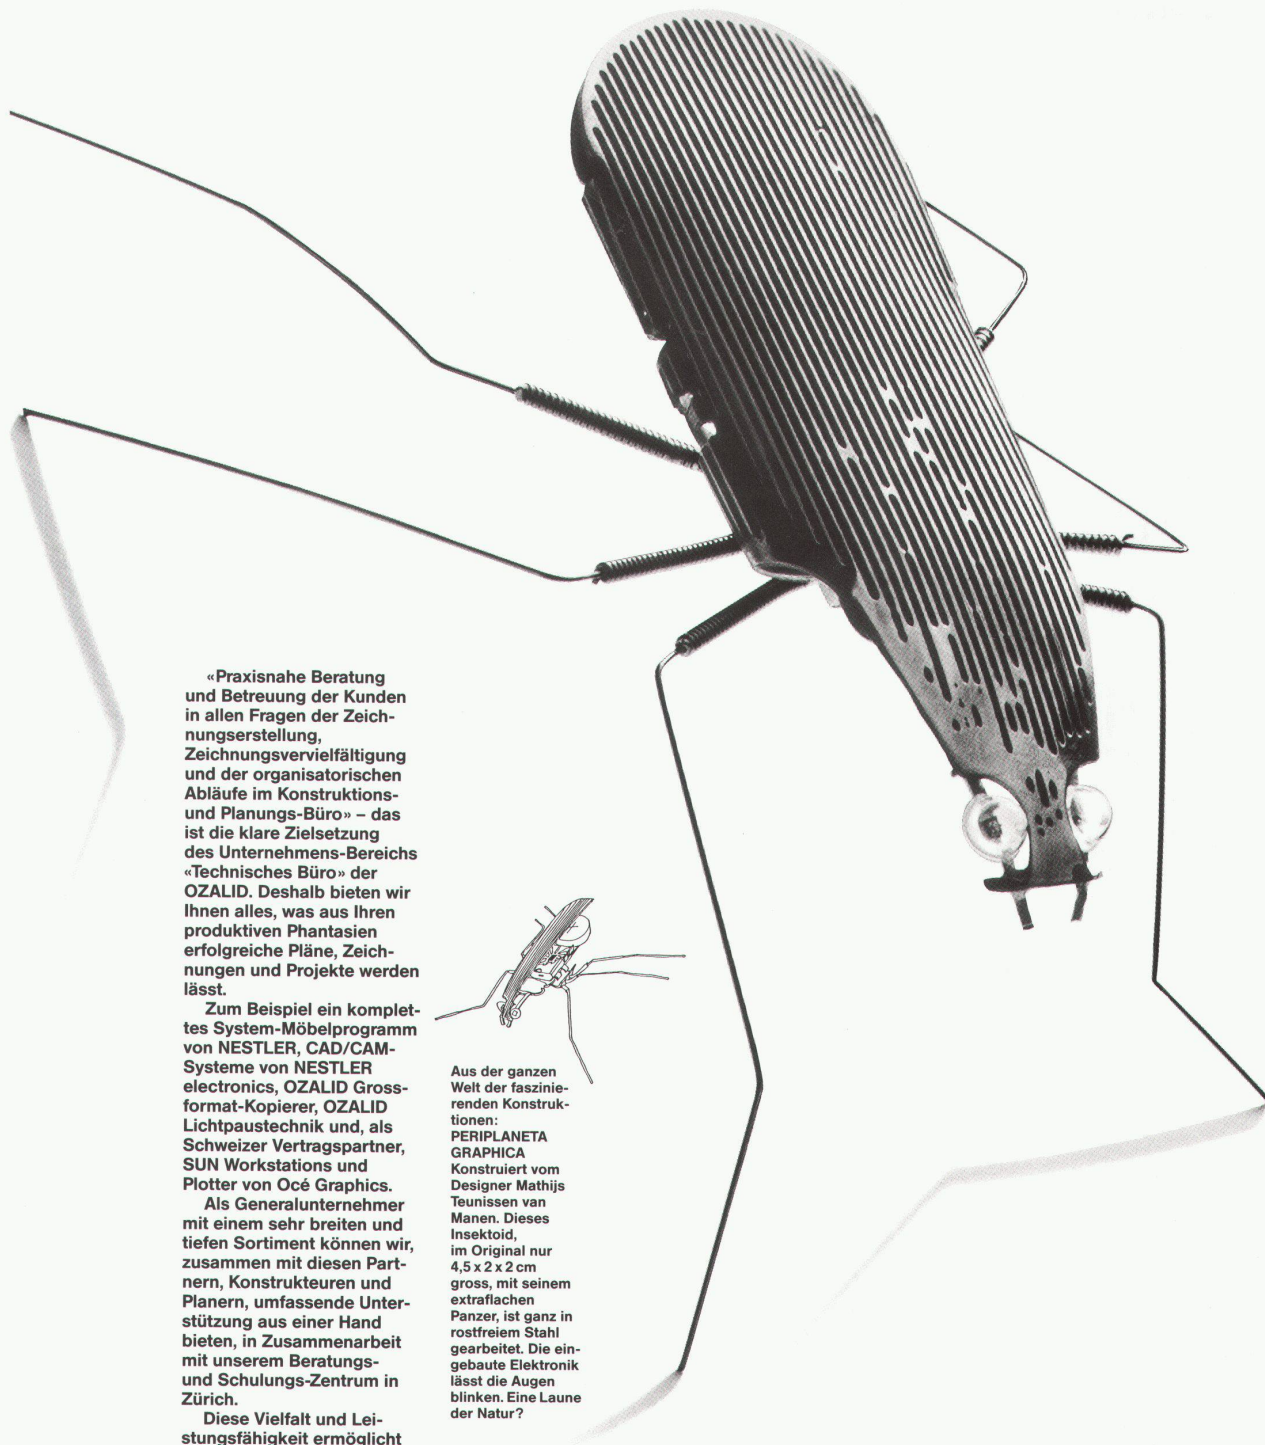 «Praxisnahe Beratung
und Betreuung der Kunden
in allen Fragen der Zeich-
nungserstellung,
Zeichnungsvervielfältigung
und der organisatorischen
Abläufe im Konstruktions-
und Planungs-Büro» – das
ist die klare Zielsetzung
des Unternehmens-Bereichs
«Technisches Büro» der
OZALID. Deshalb bieten wir
Ihnen alles, was aus Ihren
produktiven Phantasien
erfolgreiche Pläne, Zeich-
nungen und Projekte werden
lässt.
Zum Beispiel ein komplet-
tes System-Möbelprogramm
von NESTLER, CAD/CAM-
Systeme von NESTLER
electronics, OZALID Gross-
format-Kopierer, OZALID
Lichtpaustechnik und, als
Schweizer Vertragspartner,
SUN Workstations und
Plotter von Océ Graphics.
Als Generalunternehmer
mit einem sehr breiten und
tiefen Sortiment können wir,
zusammen mit diesen Part-
nern, Konstrukteuren und
Planern, umfassende Unter-
stützung aus einer Hand
bieten, in Zusammenarbeit
mit unserem Beratungs-
und Schulungs-Zentrum in
Zürich.
Diese Vielfalt und Lei-
stungsfähigkeit ermöglicht
Aus der ganzen
Welt der faszinie-
renden Konstruk-
tionen:
PERIPLANETA
GRAPHICA
Konstruiert vom
Designer Mathijs
Teunissen van
Manen. Dieses
Insektoid,
im Original nur
4,5 x 2 x 2 cm
gross, mit seinem
extraflachen
Panzer, ist ganz in
rostfreiem Stahl
gearbeitet. Die ein-
gebaute Elektronik
lässt die Augen
blinken. Eine Laune
der Natur?